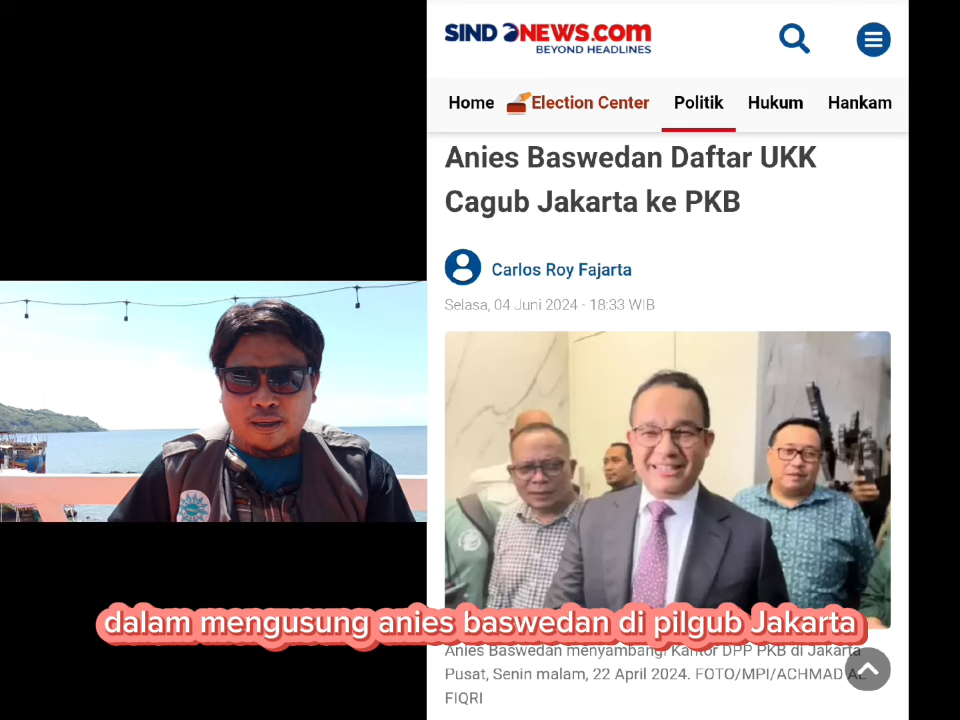 SINDONEWS.com
BEYOND HEADLINES
Home Election Center Politik Hukum Hankam
Anies Baswedan Daftar UKK
Cagub Jakarta ke PKB
Carlos Roy Fajarta
Selasa, 04 Juni 2024 - 18:33 WIB
dalam mengusung anies baswedan di pilgub Jakarta
Anies Baswedan menyambangi Kantor DPP PKB di Jakarta
Pusat, Senin malam, 22 April 2024. FOTO/MPI/ACHMAD AL
FIQRI